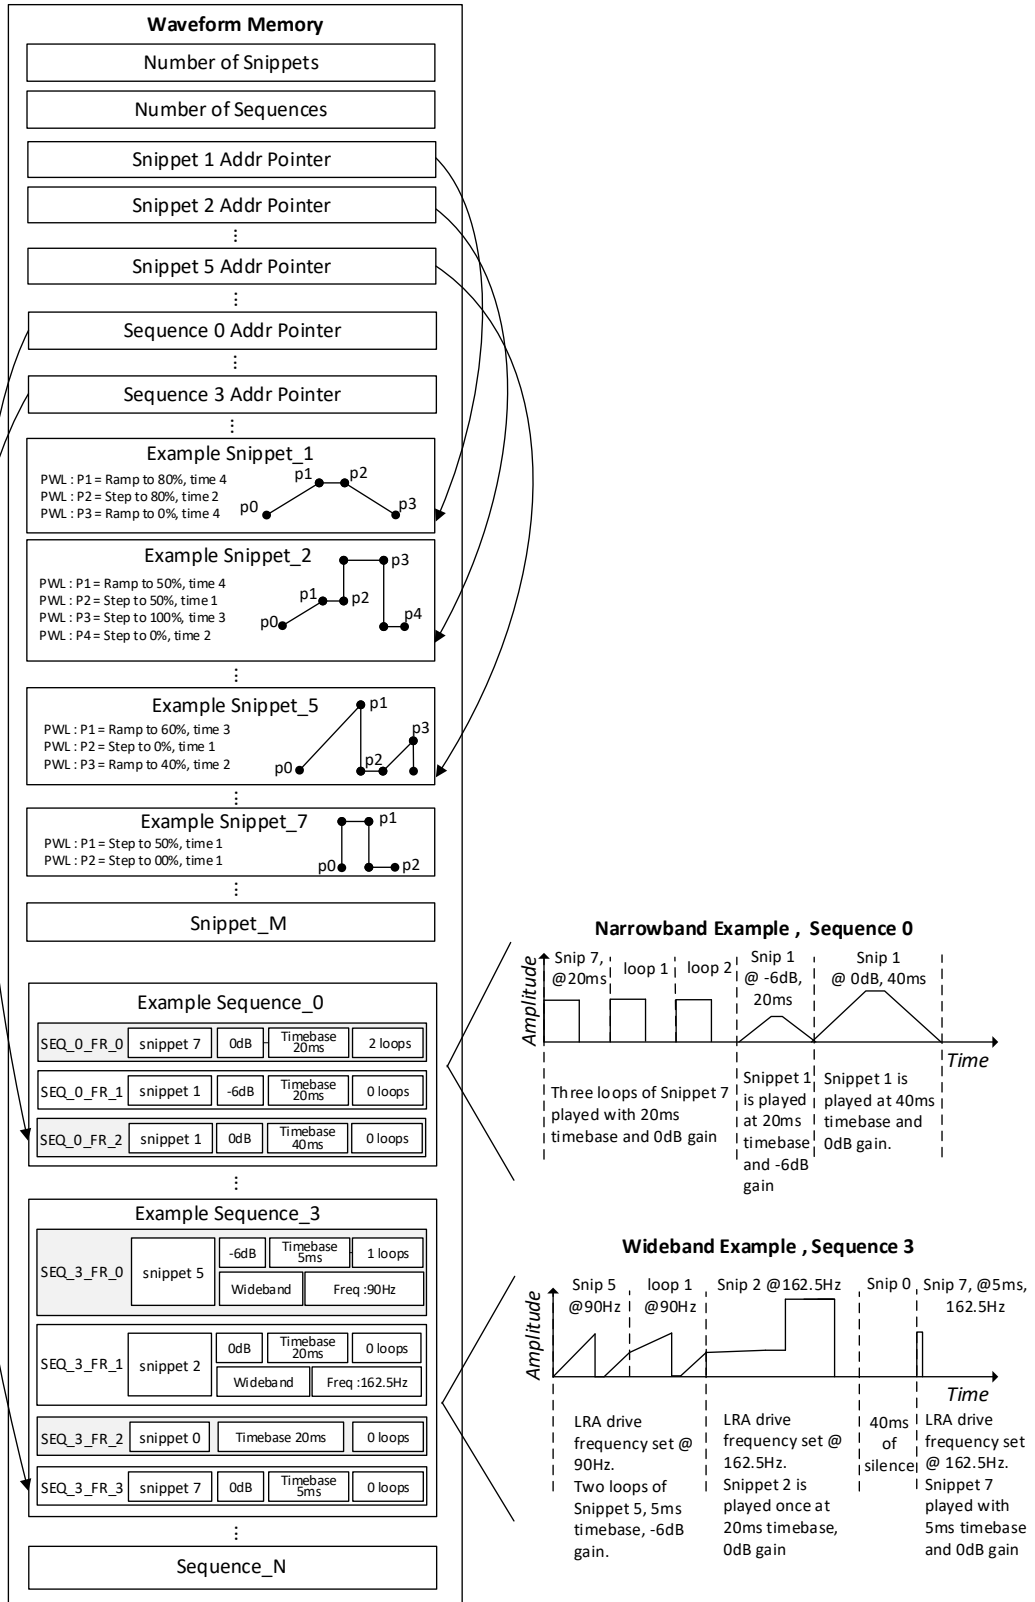 Waveform Memory
Number of Snippets
Number of Sequences
Snippet 1 Addr Pointer
Snippet 2 Addr Pointer
⋮
Snippet 5 Addr Pointer
⋮
Sequence 0 Addr Pointer
⋮
Sequence 3 Addr Pointer
⋮
Example Snippet_1
PWL : P1 = Ramp to 80%, time 4
PWL : P2 = Step to 80%, time 2
PWL : P3 = Ramp to 0%, time 4
p0
p1
p2
p3
Example Snippet_2
PWL : P1 = Ramp to 50%, time 4
PWL : P2 = Step to 50%, time 1
PWL : P3 = Step to 100%, time 3
PWL : P4 = Step to 0%, time 2
p0
p1
p2
p3
p4
⋮
Example Snippet_5
PWL : P1 = Ramp to 60%, time 3
PWL : P2 = Step to 0%, time 1
PWL : P3 = Ramp to 40%, time 2
p0
p1
p2
p3
⋮
Example Snippet_7
PWL : P1 = Step to 50%, time 1
PWL : P2 = Step to 00%, time 1
p0
p1
p2
⋮
Snippet_M
Example Sequence_0
SEQ_0_FR_0 snippet 7 0dB Timebase 2 loops
20ms
SEQ_0_FR_1 snippet 1 -6dB Timebase 0 loops
20ms
SEQ_0_FR_2 snippet 1 0dB Timebase 0 loops
40ms
⋮
Example Sequence_3
SEQ_3_FR_0 snippet 5 -6dB Timebase 1 loops
5ms
Wideband Freq :90Hz
SEQ_3_FR_1 snippet 2 0dB Timebase 0 loops
20ms
Wideband Freq :162.5Hz
SEQ_3_FR_2 snippet 0 Timebase 20ms 0 loops
SEQ_3_FR_3 snippet 7 0dB Timebase 0 loops
5ms
⋮
Sequence_N
Narrowband Example , Sequence 0
Amplitude
Snip 7,
@20ms
loop 1
loop 2
Snip 1
@ -6dB,
20ms
Snip 1
@ 0dB, 40ms
Time
Three loops of Snippet 7
played with 20ms
timebase and 0dB gain
Snippet 1
is played
at 20ms
timebase
and -6dB
gain
Snippet 1 is
played at 40ms
timebase and
0dB gain.
Wideband Example , Sequence 3
Amplitude
Snip 5
@90Hz
loop 1
@90Hz
Snip 2 @162.5Hz
Snip 0
Snip 7, @5ms,
162.5Hz
Time
LRA drive
frequency set @
90Hz.
Two loops of
Snippet 5, 5ms
timebase, -6dB
gain.
LRA drive
frequency set @
162.5Hz.
Snippet 2 is
played once at
20ms timebase,
0dB gain
40ms
of
silence
LRA drive
frequency set
@ 162.5Hz.
Snippet 7
played with
5ms timebase
and 0dB gain